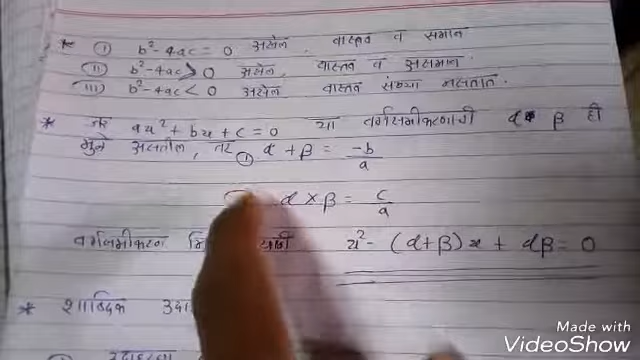 * (I) b² - 4ac = 0 असेल. वास्तव व समान
(II) b² - 4ac > 0 असेल, वास्तव व असमान.
(III) b² - 4ac < 0 असेल वास्तव संख्या नसतात.
* जर ax² + bx + c = 0 या वर्गसमीकरणाची α β ही
मुळे असतील, तर (1) α + β = -b/a
α × β = c/a
वर्गसमीकरण x² - (α+β)x + αβ = 0
* शाब्दिक
Made with
VideoShow